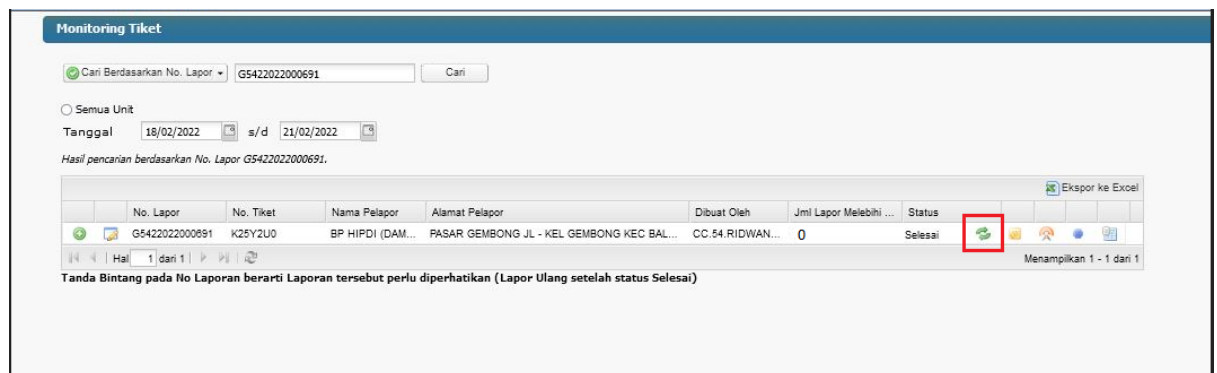 Monitoring Tiket
Cari Berdasarkan No. Lapor G5422022000691 Cari
Semua Unit
Tanggal 18/02/2022 s/d 21/02/2022
Hasil pencarian berdasarkan No. Lapor G5422022000691.
Ekspor ke Excel
No. Lapor No. Tiket Nama Pelapor Alamat Pelapor Dibuat Oleh Jml Lapor Melebihi ... Status
G5422022000691 K25Y2U0 BP HIPDI (DAM... PASAR GEMBONG JL - KEL GEMBONG KEC BAL... CC.54.RIDWAN... 0 Selesai
Hal 1 dari 1 Menampilkan 1 - 1 dari 1
Tanda Bintang pada No Laporan berarti Laporan tersebut perlu diperhatikan (Lapor Ulang setelah status Selesai)